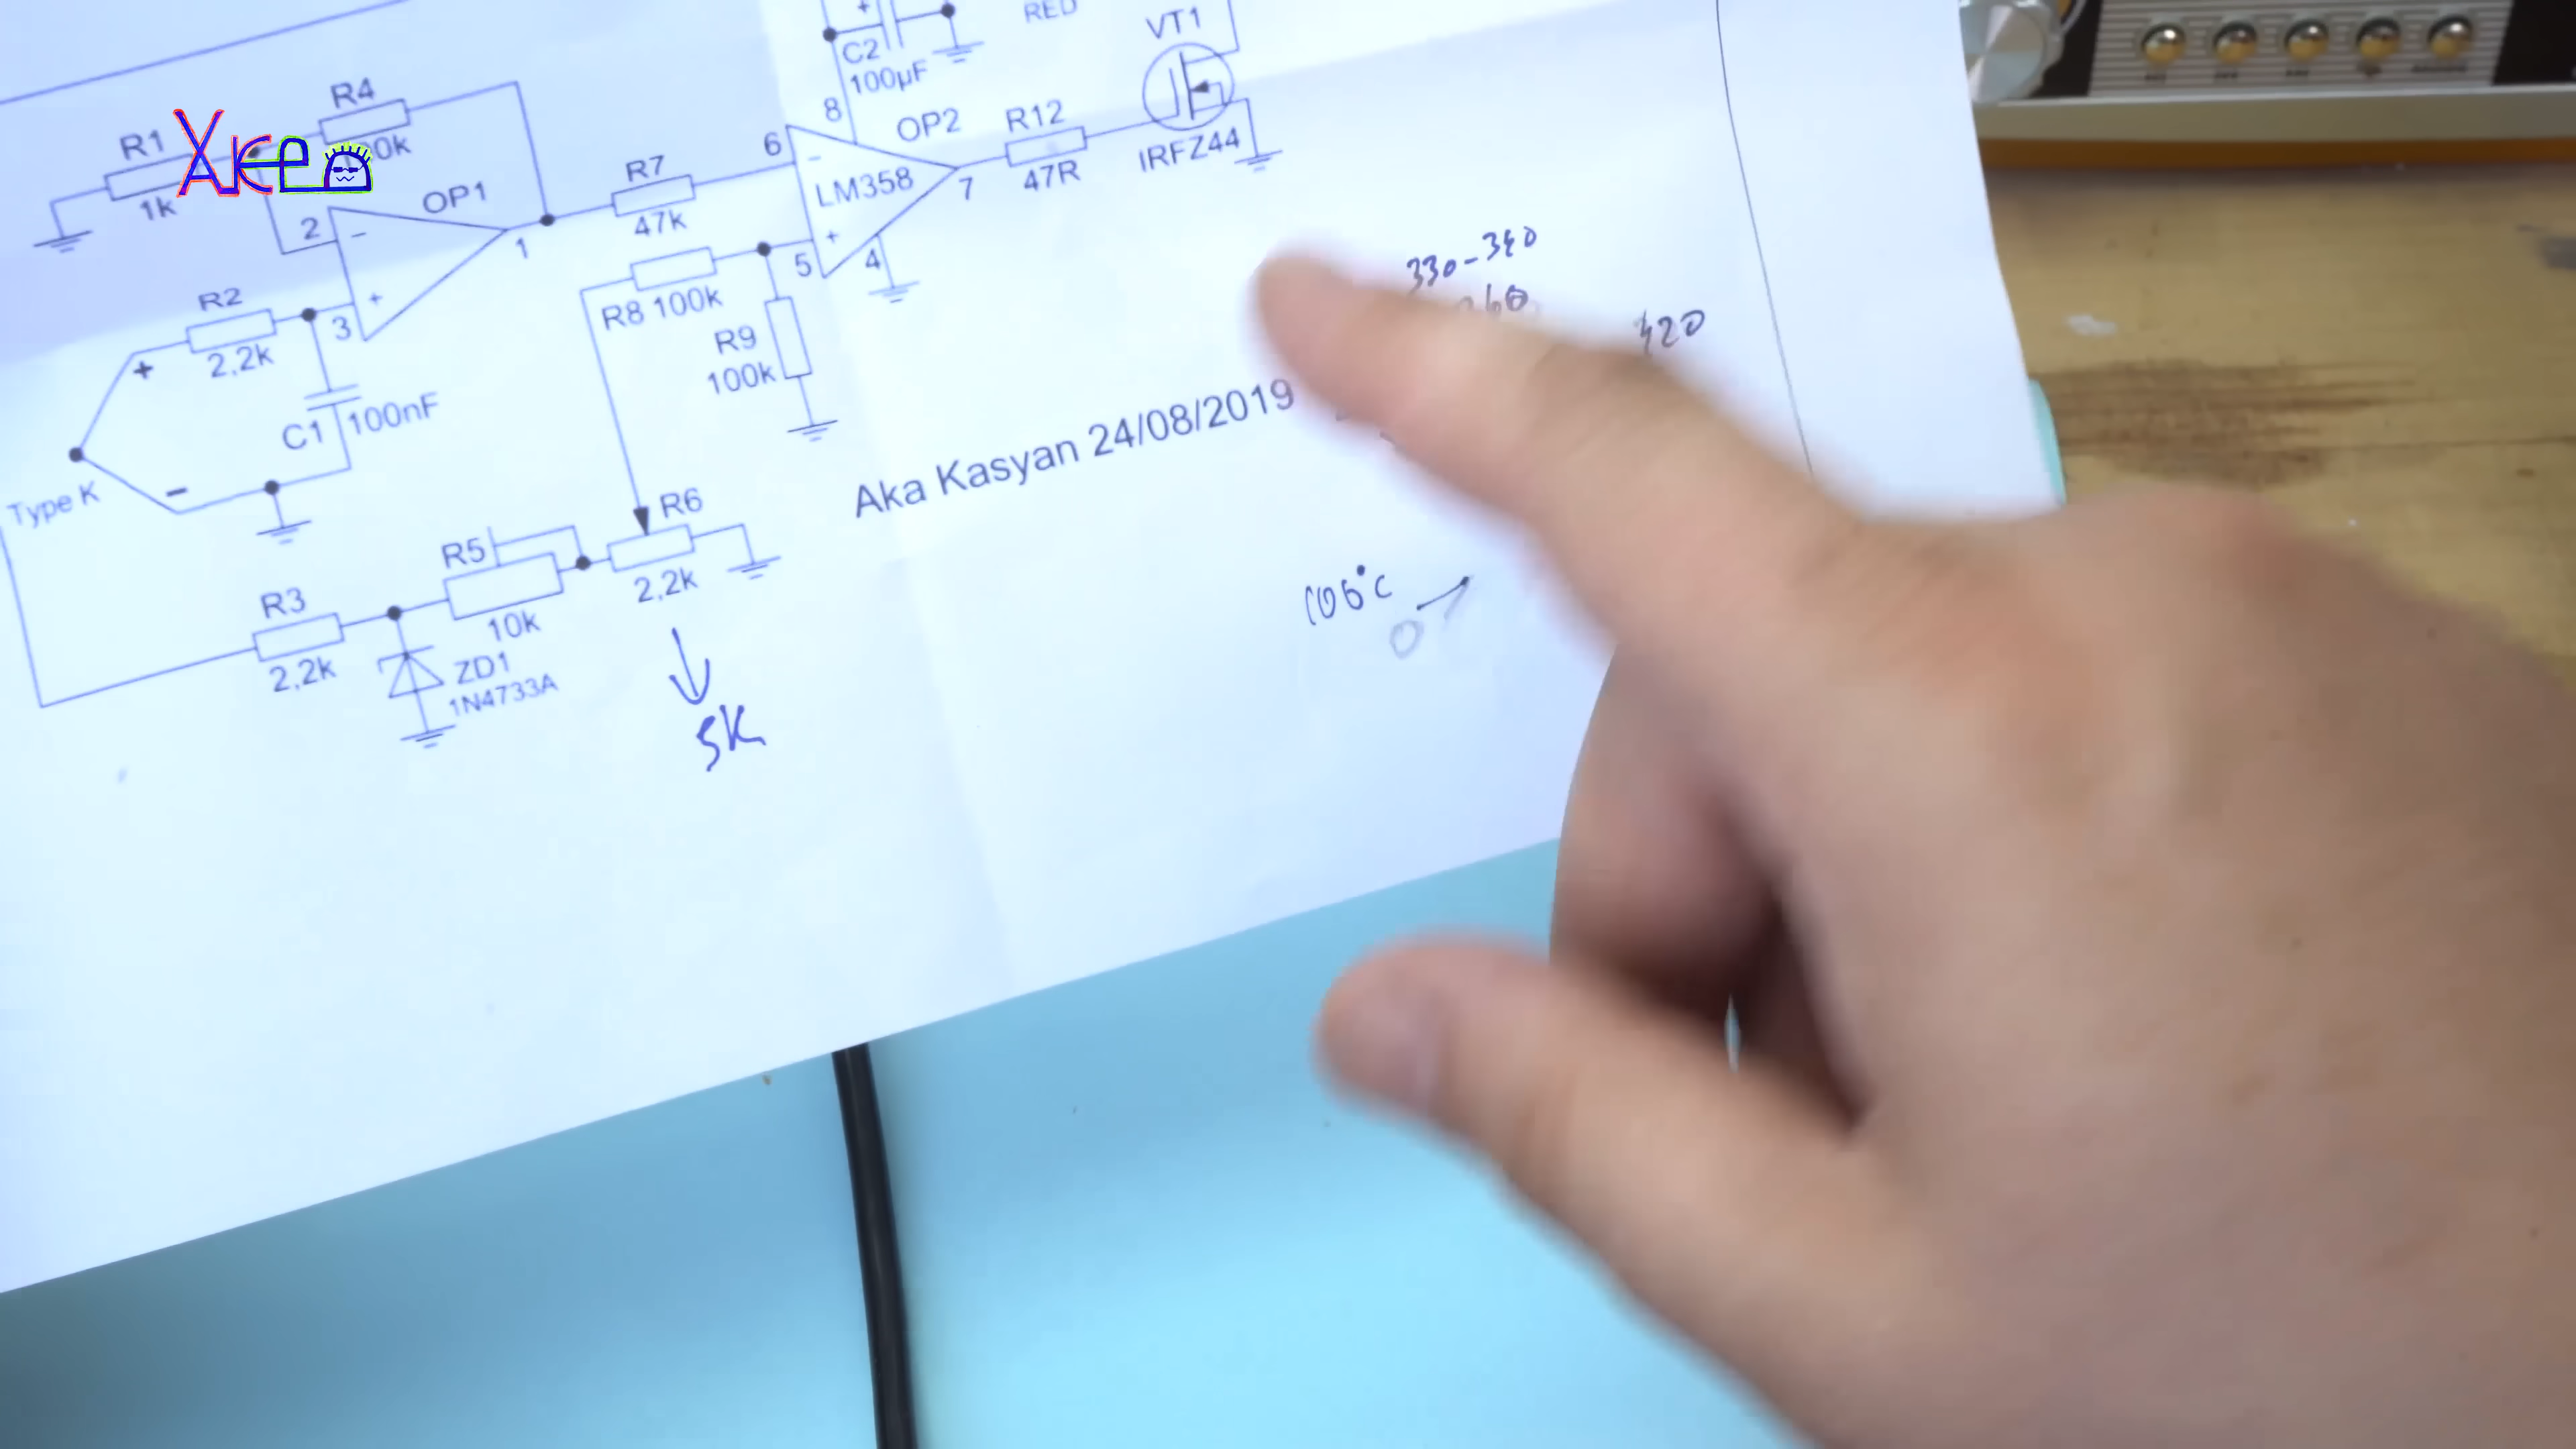 RED
VT1
C2
100µF
8
R4
R1
1k
OP2
R12
47R
IRFZ44
6
-
LM358
7
R7
47k
OP1
2
-
1
+
5
4
R8 100k
R9
100k
R2
2,2k
+
3
+
C1
100nF
-
Type K
330-340
420
Aka Kasyan 24/08/2019
R6
2,2k
R5
10k
R3
2,2k
ZD1
1N4733A
5K